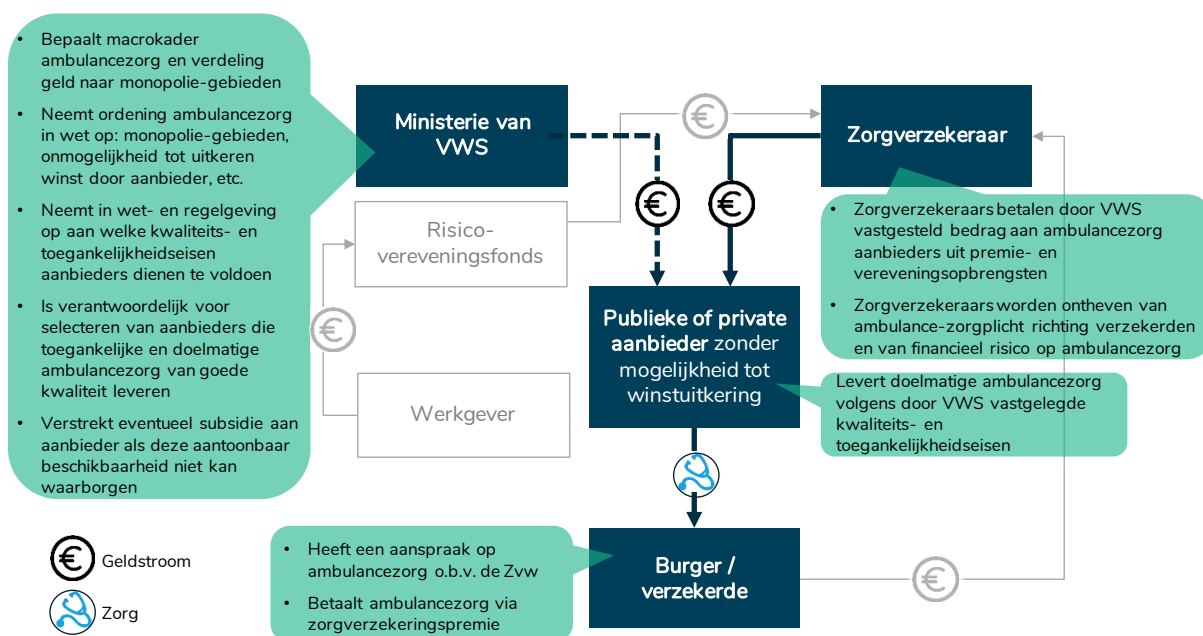 • Bepaalt macrokader
ambulancezorg en verdeling
geld naar monopolie-gebieden
• Neemt ordening ambulancezorg
in wet op: monopolie-gebieden,
onmogelijkheid tot uitkeren
winst door aanbieder, etc.
• Neemt in wet- en regelgeving
op aan welke kwaliteits- en
toegankelijkheidseisen
aanbieders dienen te voldoen
• Is verantwoordelijk voor
selecteren van aanbieders die
toegankelijke en doelmatige
ambulancezorg van goede
kwaliteit leveren
• Verstrekt eventueel subsidie aan
aanbieder als deze aantoonbaar
beschikbaarheid niet kan
waarborgen
Ministerie van
VWS
€
Zorgverzekeraar
€
€
Risico-
vereveningsfonds
€
Werkgever
• Zorgverzekeraars betalen door VWS
vastgesteld bedrag aan ambulancezorg
aanbieders uit premie- en
vereveningsopbrengsten
• Zorgverzekeraars worden ontheven van
ambulance-zorgplicht richting verzekerden
en van financieel risico op ambulancezorg
Publieke of private
aanbieder zonder
mogelijkheid tot
winstuitkering
Levert doelmatige ambulancezorg
volgens door VWS vastgelegde
kwaliteits- en
toegankelijkheidseisen
• Heeft een aanspraak op
ambulancezorg o.b.v. de Zvw
• Betaalt ambulancezorg via
zorgverzekeringspremie
Burger /
verzekerde
€
€ Geldstroom
Zorg